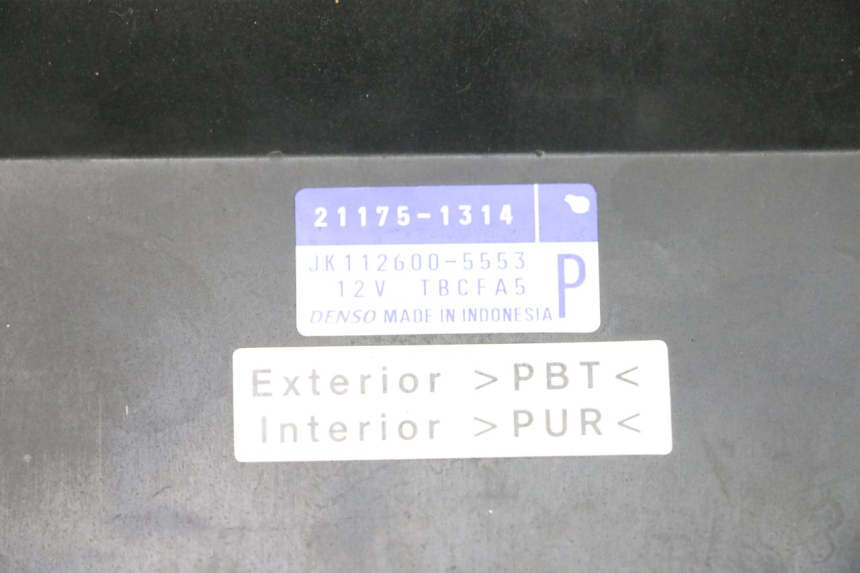 21175-1314
JK112600-5553
12V TBCFA5 P
DENSO MADE IN INDONESIA
Exterior >PBT<
Interior >PUR<